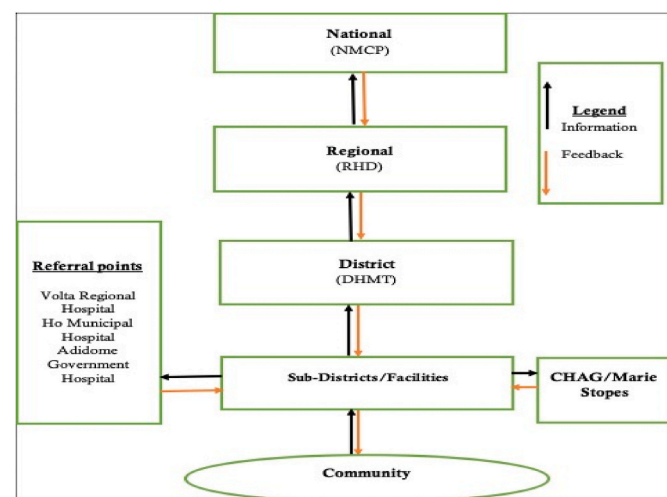 National
(NMCP)
Legend
Information
Feedback
Regional
(RHD)
Referral points
Volta Regional
Hospital
Ho Municipal
Hospital
Adidome
Government
Hospital
District
(DHMT)
Sub-Districts/Facilities
CHAG/Marie
Stopes
Community